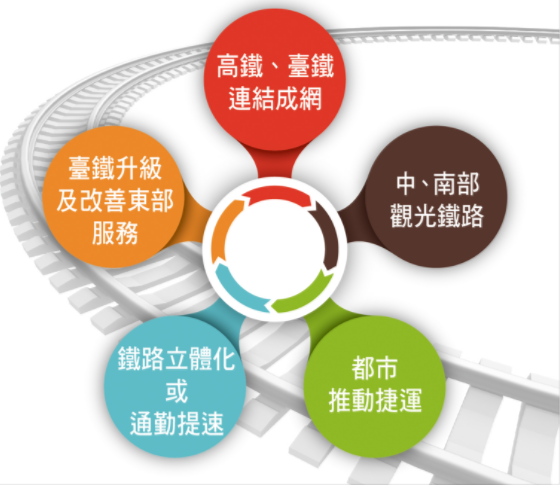 高鐵、臺鐵
連結成網
中、南部
觀光鐵路
都市
推動捷運
鐵路立體化
或
通勤提速
臺鐵升級
及改善東部
服務